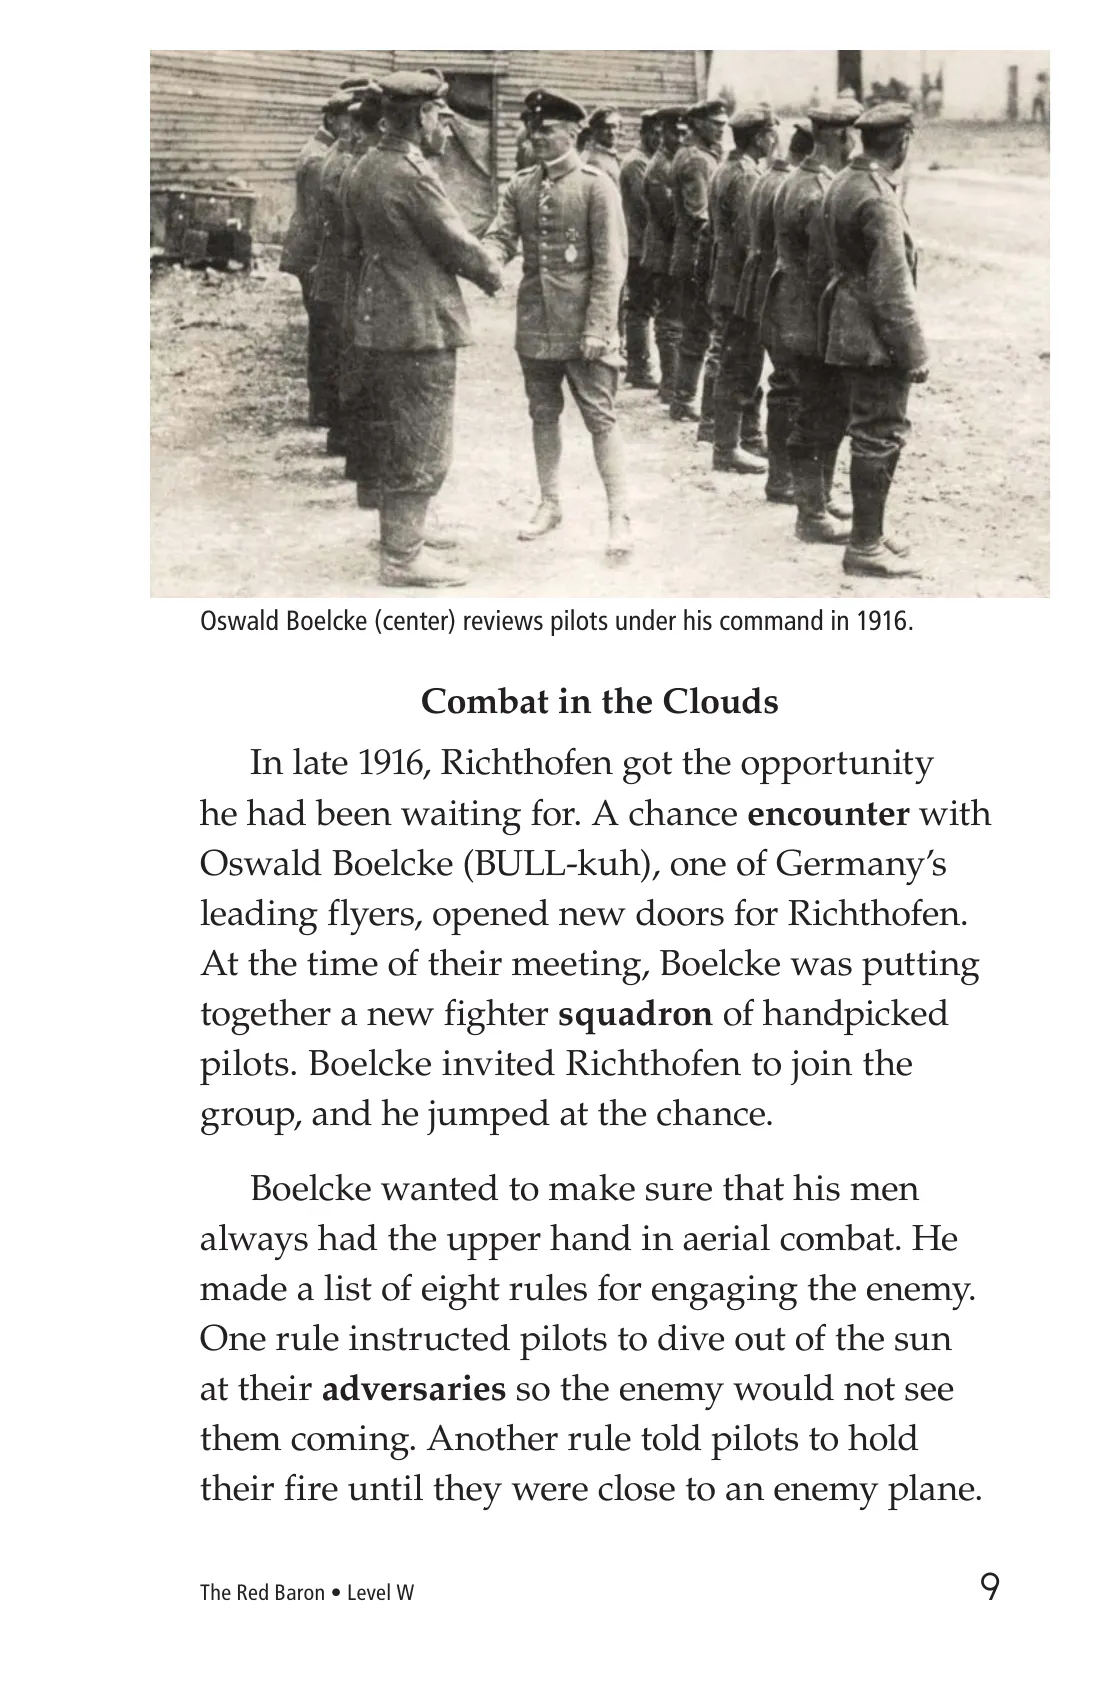 Oswald Boelcke (center) reviews pilots under his command in 1916.
Combat in the Clouds
In late 1916, Richthofen got the opportunity
he had been waiting for. A chance encounter with
Oswald Boelcke (BULL-kuh), one of Germany’s
leading flyers, opened new doors for Richthofen.
At the time of their meeting, Boelcke was putting
together a new fighter squadron of handpicked
pilots. Boelcke invited Richthofen to join the
group, and he jumped at the chance.
Boelcke wanted to make sure that his men
always had the upper hand in aerial combat. He
made a list of eight rules for engaging the enemy.
One rule instructed pilots to dive out of the sun
at their adversaries so the enemy would not see
them coming. Another rule told pilots to hold
their fire until they were close to an enemy plane.
The Red Baron • Level W
9